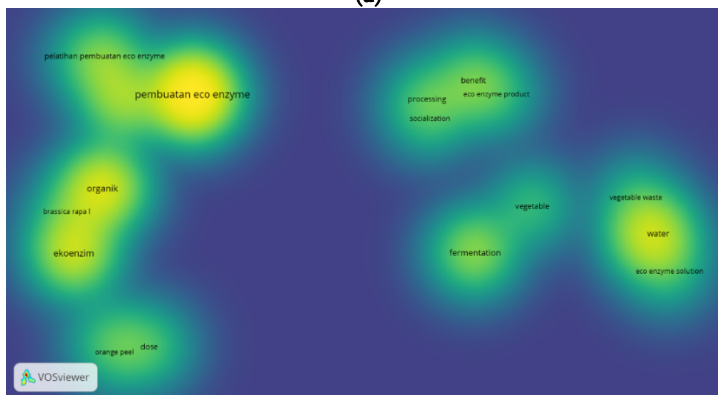 pelatihan pembuatan eco enzyme
pembuatan eco enzyme
organik
brassica rapa l
ekoenzim
orange peel
dose
benefit
processing
eco enzyme product
socialization
vegetable
fermentation
vegetable waste
water
eco enzyme solution
VOSviewer